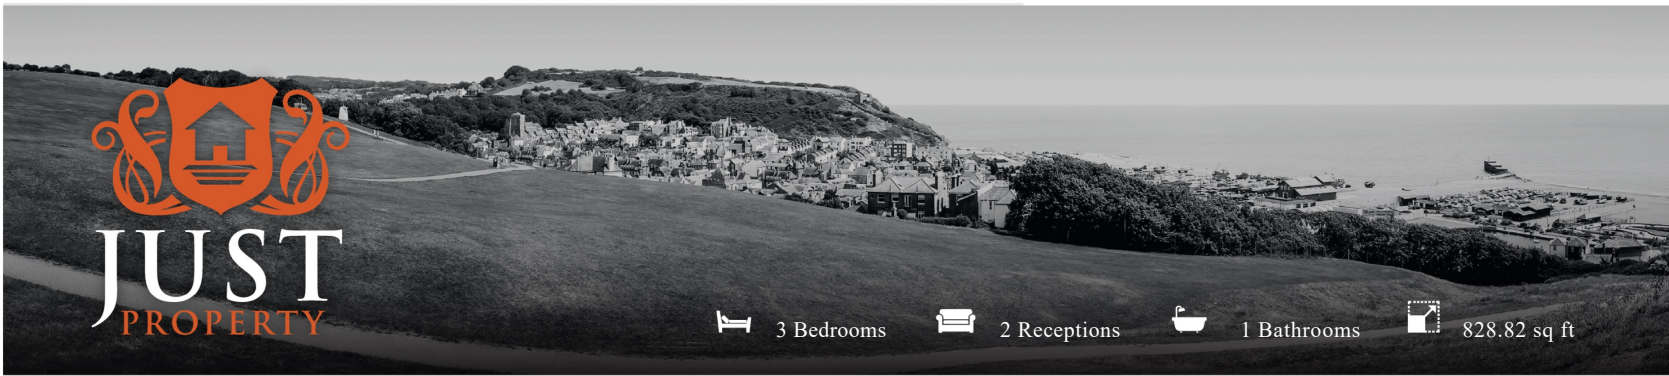 JUST
PROPERTY
3 Bedrooms
2 Receptions
1 Bathrooms
828.82 sq ft